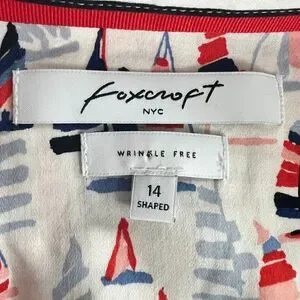 Foxcroft
NYC
WRINKLE FREE
14
SHAPED